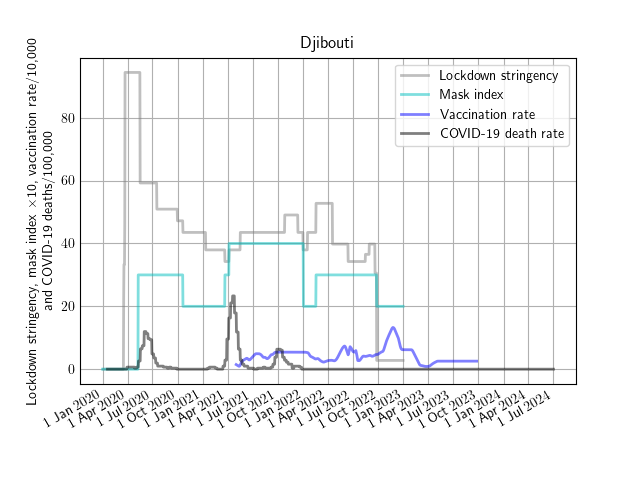 Djibouti
Lockdown stringency, mask index ×10, vaccination rate/10,000
and COVID-19 deaths/100,000
80
60
40
20
0
Lockdown stringency
Mask index
Vaccination rate
COVID-19 death rate
1 Jan 2020
1 Apr 2020
1 Jul 2020
1 Oct 2020
1 Jan 2021
1 Apr 2021
1 Jul 2021
1 Oct 2021
1 Jan 2022
1 Apr 2022
1 Jul 2022
1 Oct 2022
1 Jan 2023
1 Apr 2023
1 Jul 2023
1 Oct 2023
1 Jan 2024
1 Apr 2024
1 Jul 2024